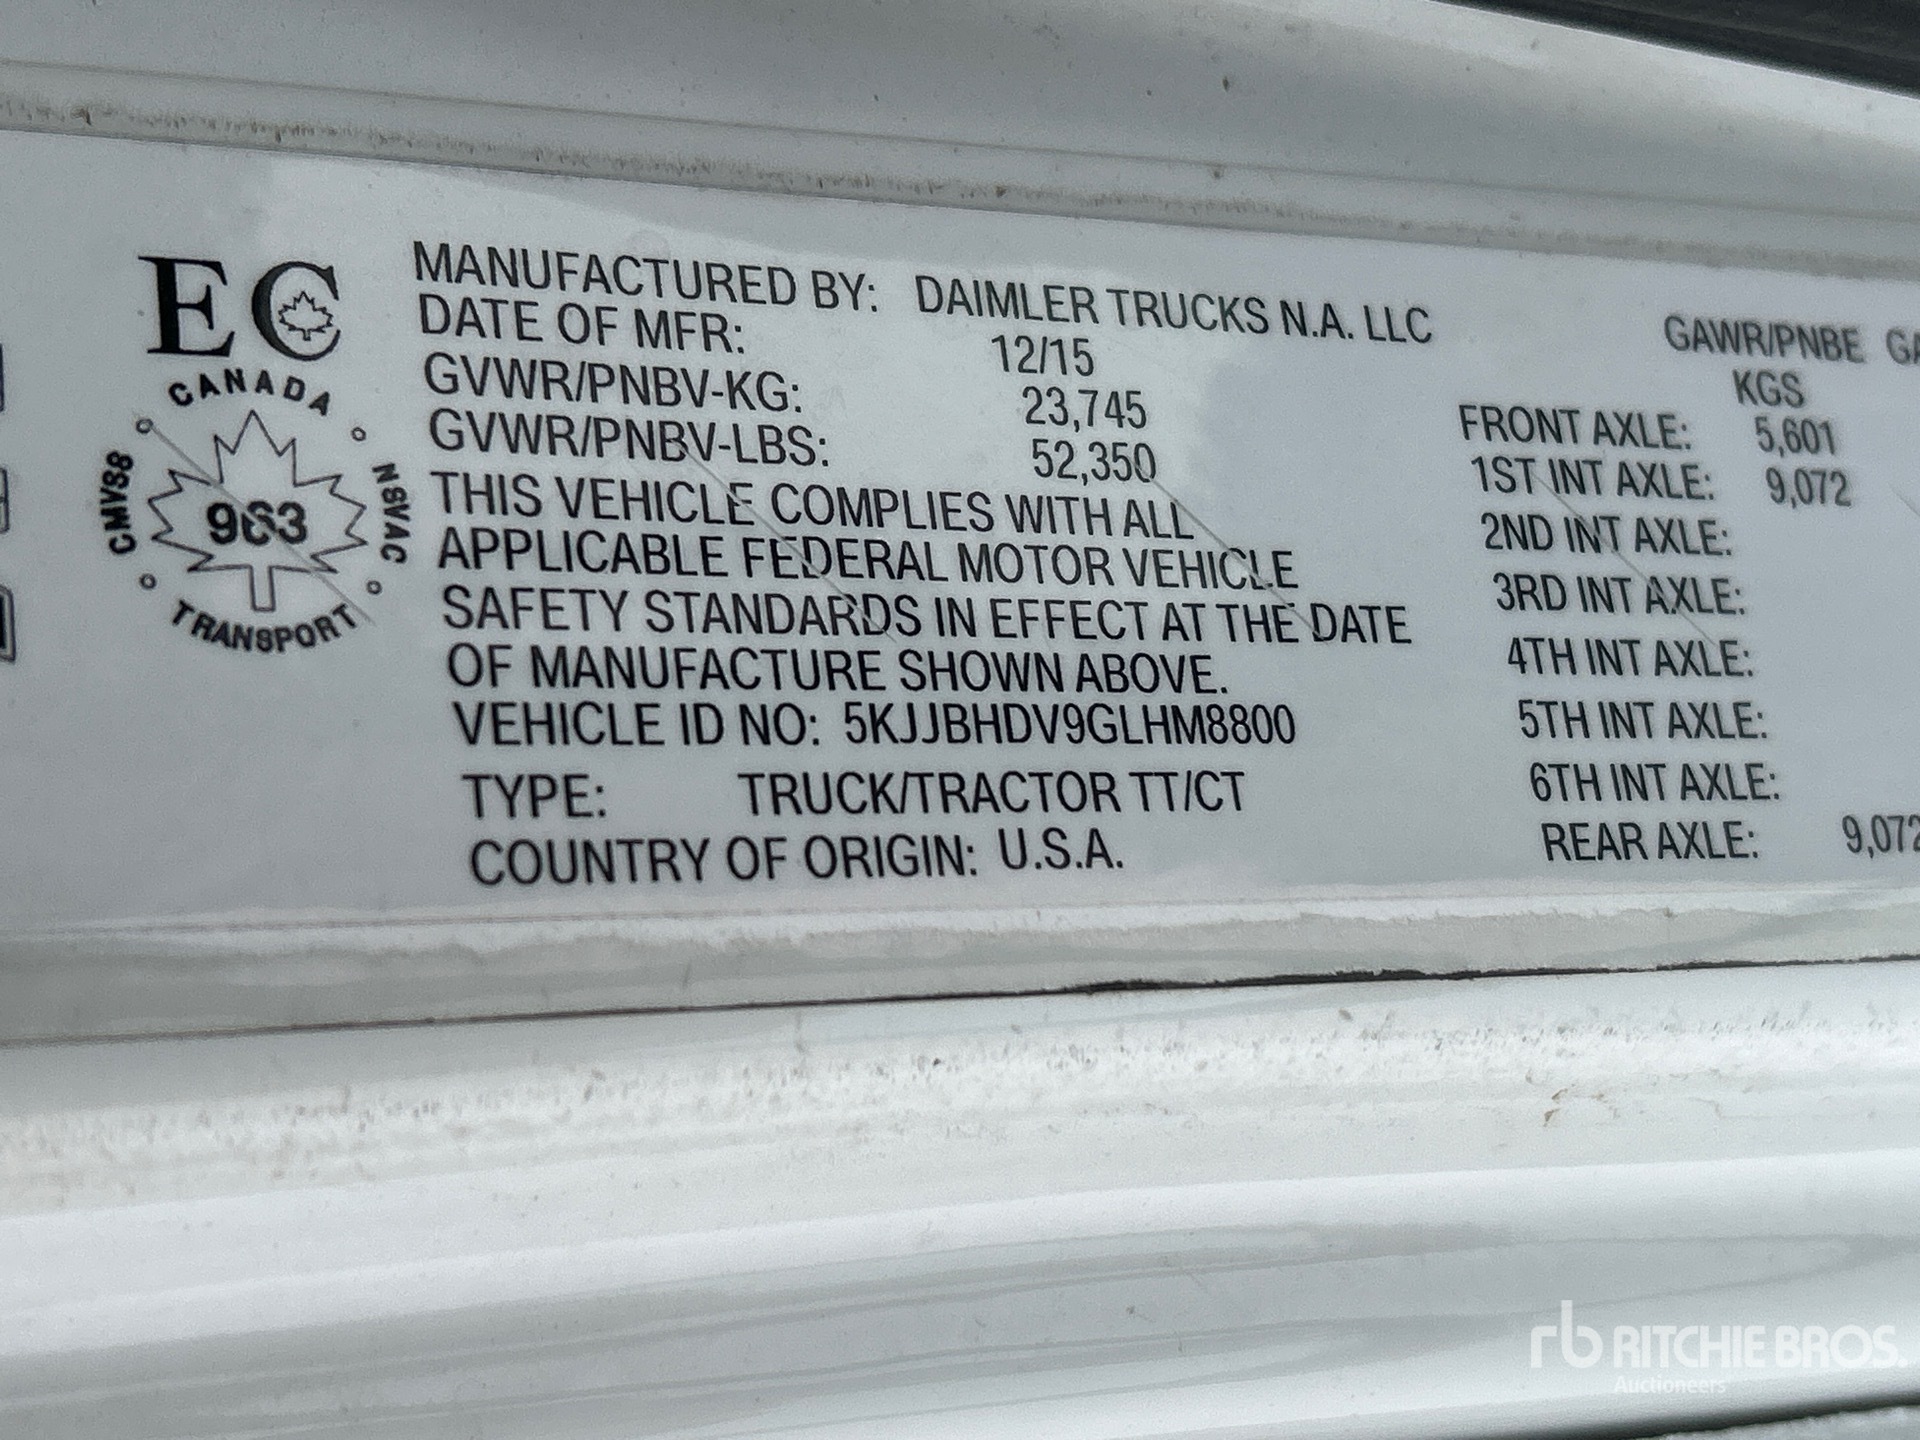 EC
CANADA
CMVSS
NSVAC
963
TRANSPORT
MANUFACTURED BY: DAIMLER TRUCKS N.A. LLC
DATE OF MFR: 12/15
GVWR/PNBV-KG: 23,745
GVWR/PNBV-LBS: 52,350
THIS VEHICLE COMPLIES WITH ALL
APPLICABLE FEDERAL MOTOR VEHICLE
SAFETY STANDARDS IN EFFECT AT THE DATE
OF MANUFACTURE SHOWN ABOVE.
VEHICLE ID NO: 5KJJBHDV9GLHM8800
TYPE: TRUCK/TRACTOR TT/CT
COUNTRY OF ORIGIN: U.S.A.
GAWR/PNBE GA
KGS
FRONT AXLE: 5,601
1ST INT AXLE: 9,072
2ND INT AXLE:
3RD INT AXLE:
4TH INT AXLE:
5TH INT AXLE:
6TH INT AXLE:
REAR AXLE: 9,072
rb RITCHIE BROS.
Auctioneers